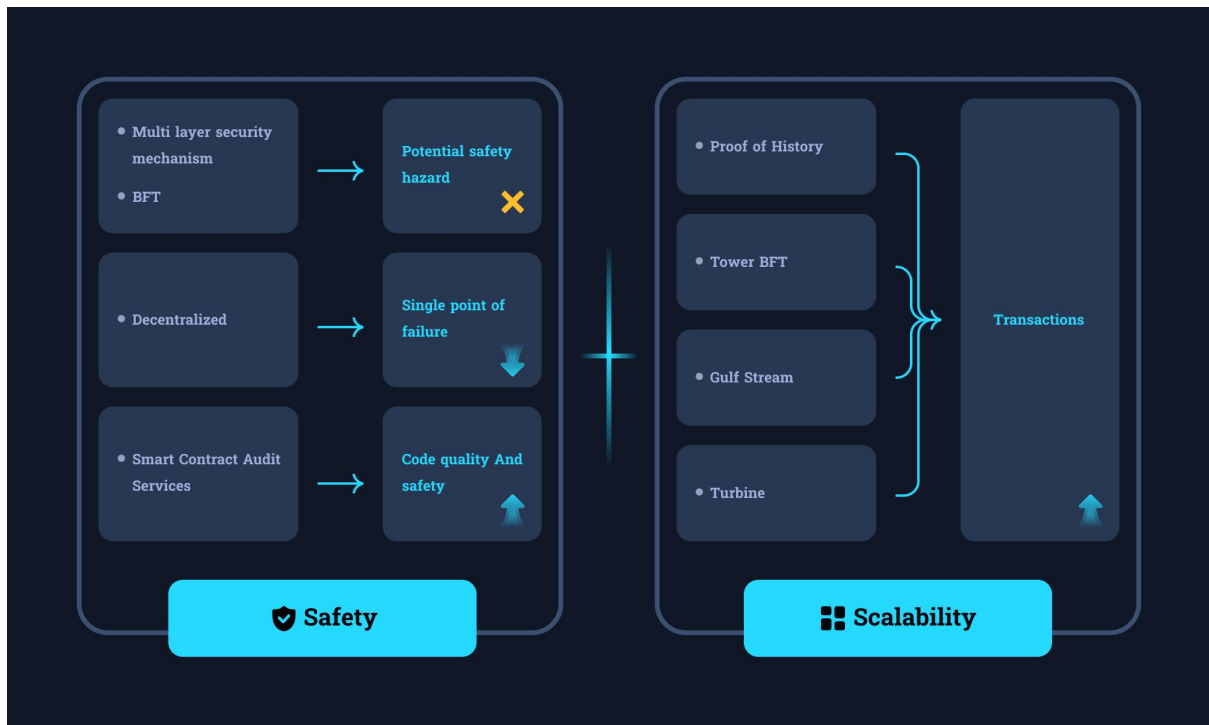 Multi layer security
mechanism
BFT
Potential safety
hazard
Decentralized
Single point of
failure
Smart Contract Audit
Services
Code quality And
safety
Safety
Proof of History
Tower BFT
Gulf Stream
Turbine
Transactions
Scalability